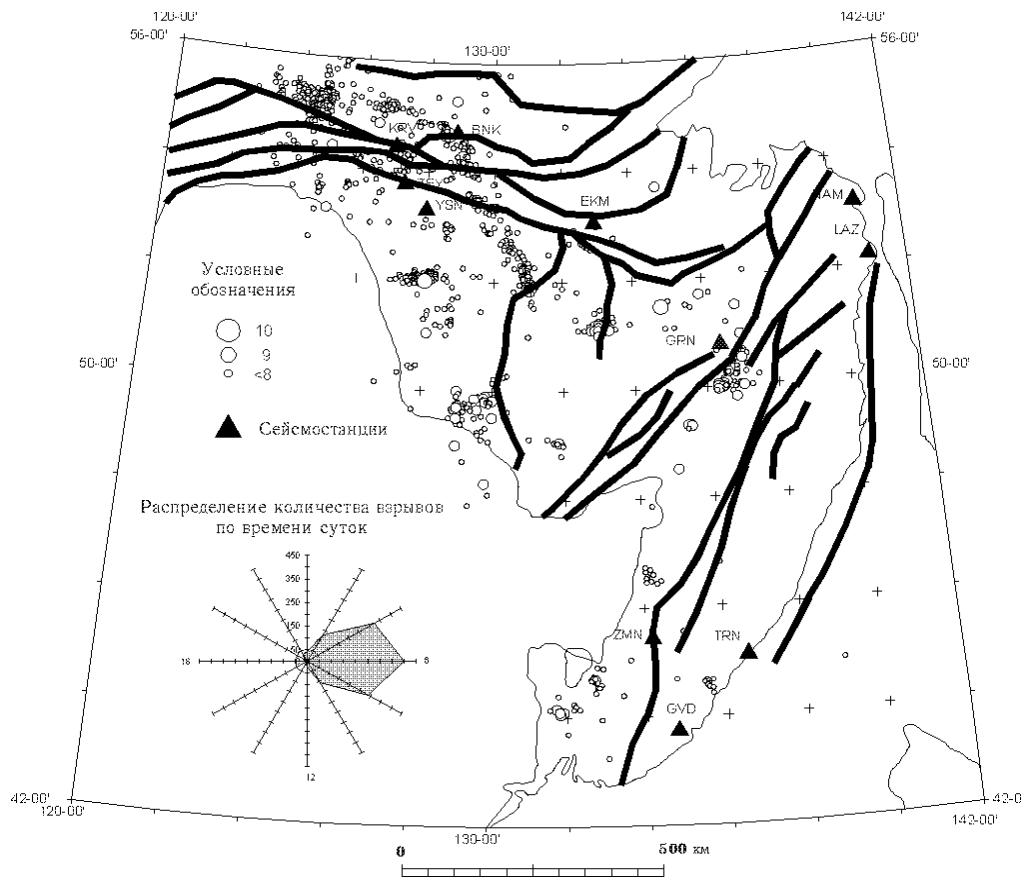 120-00'
142-00'
56-00'
130-00'
56-00'
KRV
BNK
YSN
EKM
LAZ
Условные
обозначения
10
9
<8
GRN
50-00'
50-00'
Сейсмостанции
Распределение количества взрывов
по времени суток
450
350
250
150
50
18
6
12
ZMN
TRN
GVD
42-00'
120-00'
130-00'
142-00'
0
500 км